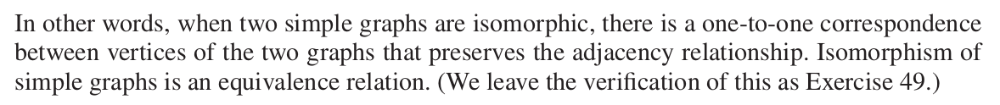 In other words, when two simple graphs are isomorphic, there is a one-to-one correspondence
between vertices of the two graphs that preserves the adjacency relationship. Isomorphism of
simple graphs is an equivalence relation. (We leave the verification of this as Exercise 49.)